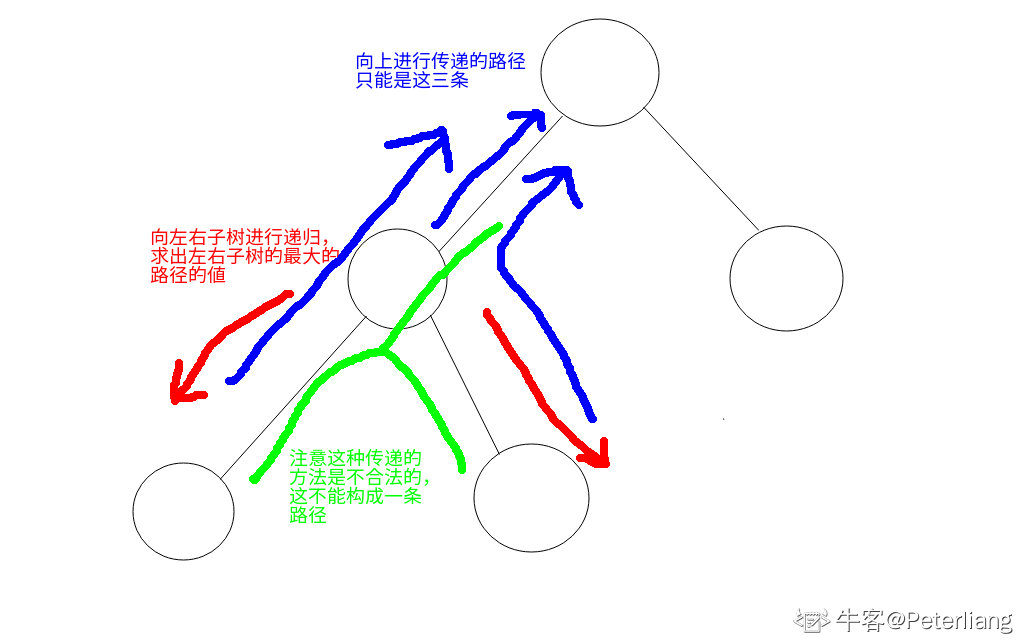 向上进行传递的路径
只能是这三条
向左右子树进行递归，
求出左右子树的最大的
路径的値
注意这种传递的
方法是不合法的，
这不能构成一条
路径
牛客@Peterliang